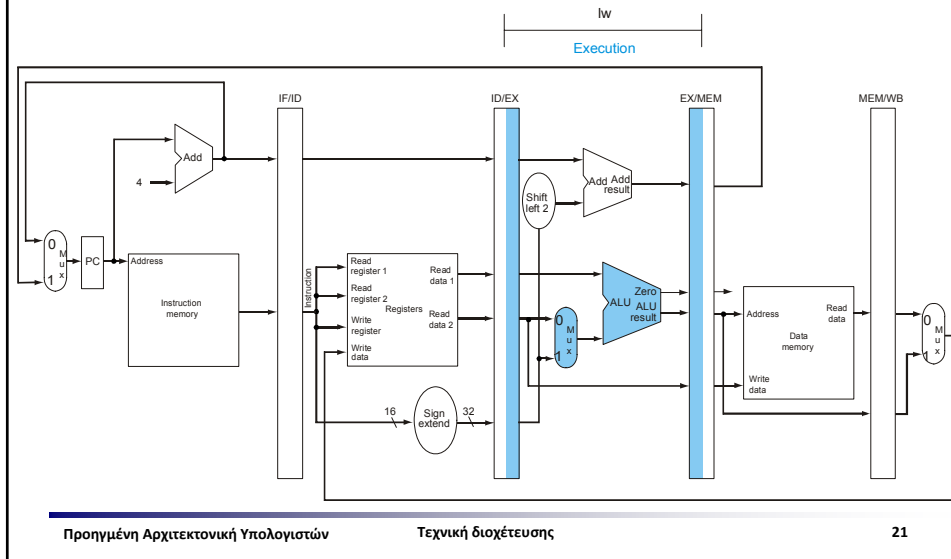 lw
Execution
IF/ID
ID/EX
EX/MEM
MEM/WB
Add
4
Shift
left 2
Add
Add
result
0
M
u
x
1
PC
Address
Instruction
memory
Instruction
Read
register 1
Read
register 2
Write
register
Write
data
Registers
Read
data 1
Read
data 2
0
M
u
x
1
Zero
ALU
ALU
result
Address
Read
data
Data
memory
Write
data
0
M
u
x
1
16
Sign
extend
32
Προηγμένη Αρχιτεκτονική Υπολογιστών
Τεχνική διοχέτευσης
21